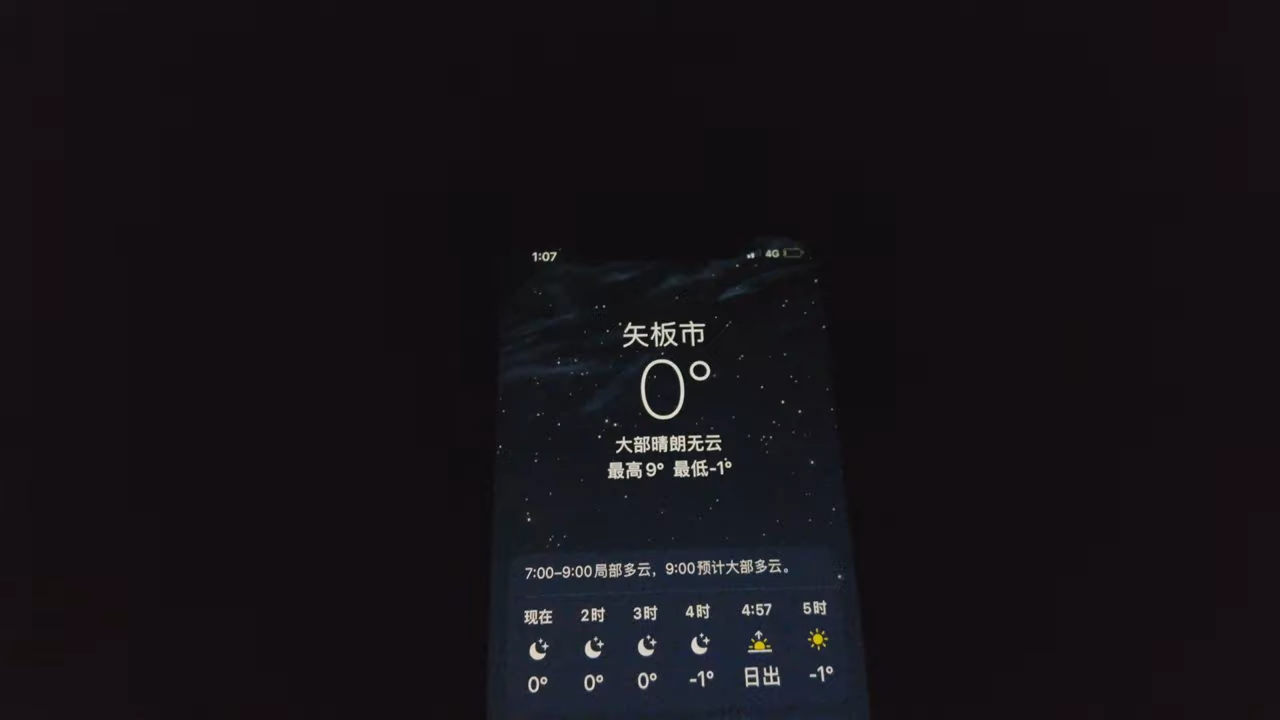 1:07 4G
矢板市
0°
大部晴朗无云
最高9° 最低-1°
7:00–9:00局部多云，9:00预计大部多云。
现在 2时 3时 4时 4:57 5时
0° 0° 0° -1° 日出 -1°